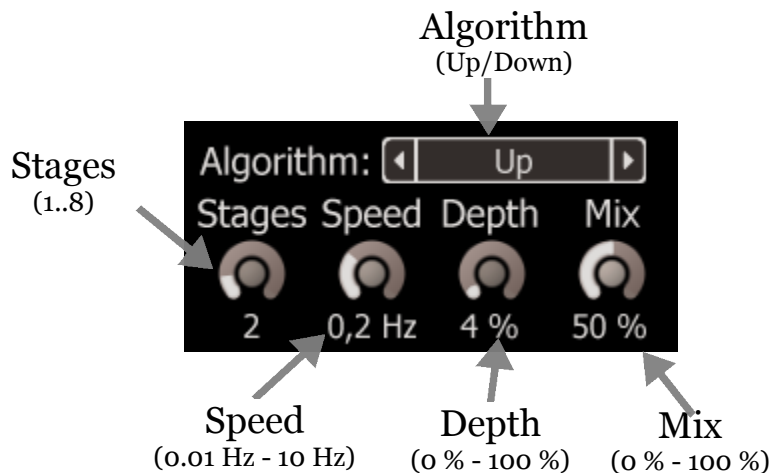 Algorithm
(Up/Down)
Algorithm: Up
Stages
(1..8)
Stages Speed Depth Mix
2 0,2 Hz 4 % 50 %
Speed Depth Mix
(0.01 Hz - 10 Hz) (0 % - 100 %) (0 % - 100 %)